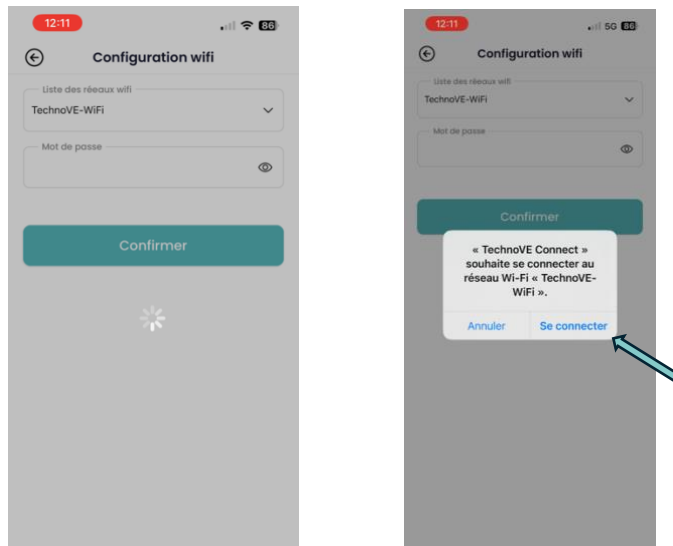 12:11
86
Configuration wifi
Liste des réeaux wifi
TechnoVE-WiFi
Mot de passe
Confirmer
12:11
5G 86
Configuration wifi
Liste des réeaux wifi
TechnoVE-WiFi
Mot de passe
Confirmer
« TechnoVE Connect »
souhaite se connecter au
réseau Wi-Fi « TechnoVE-
WiFi ».
Annuler Se connecter